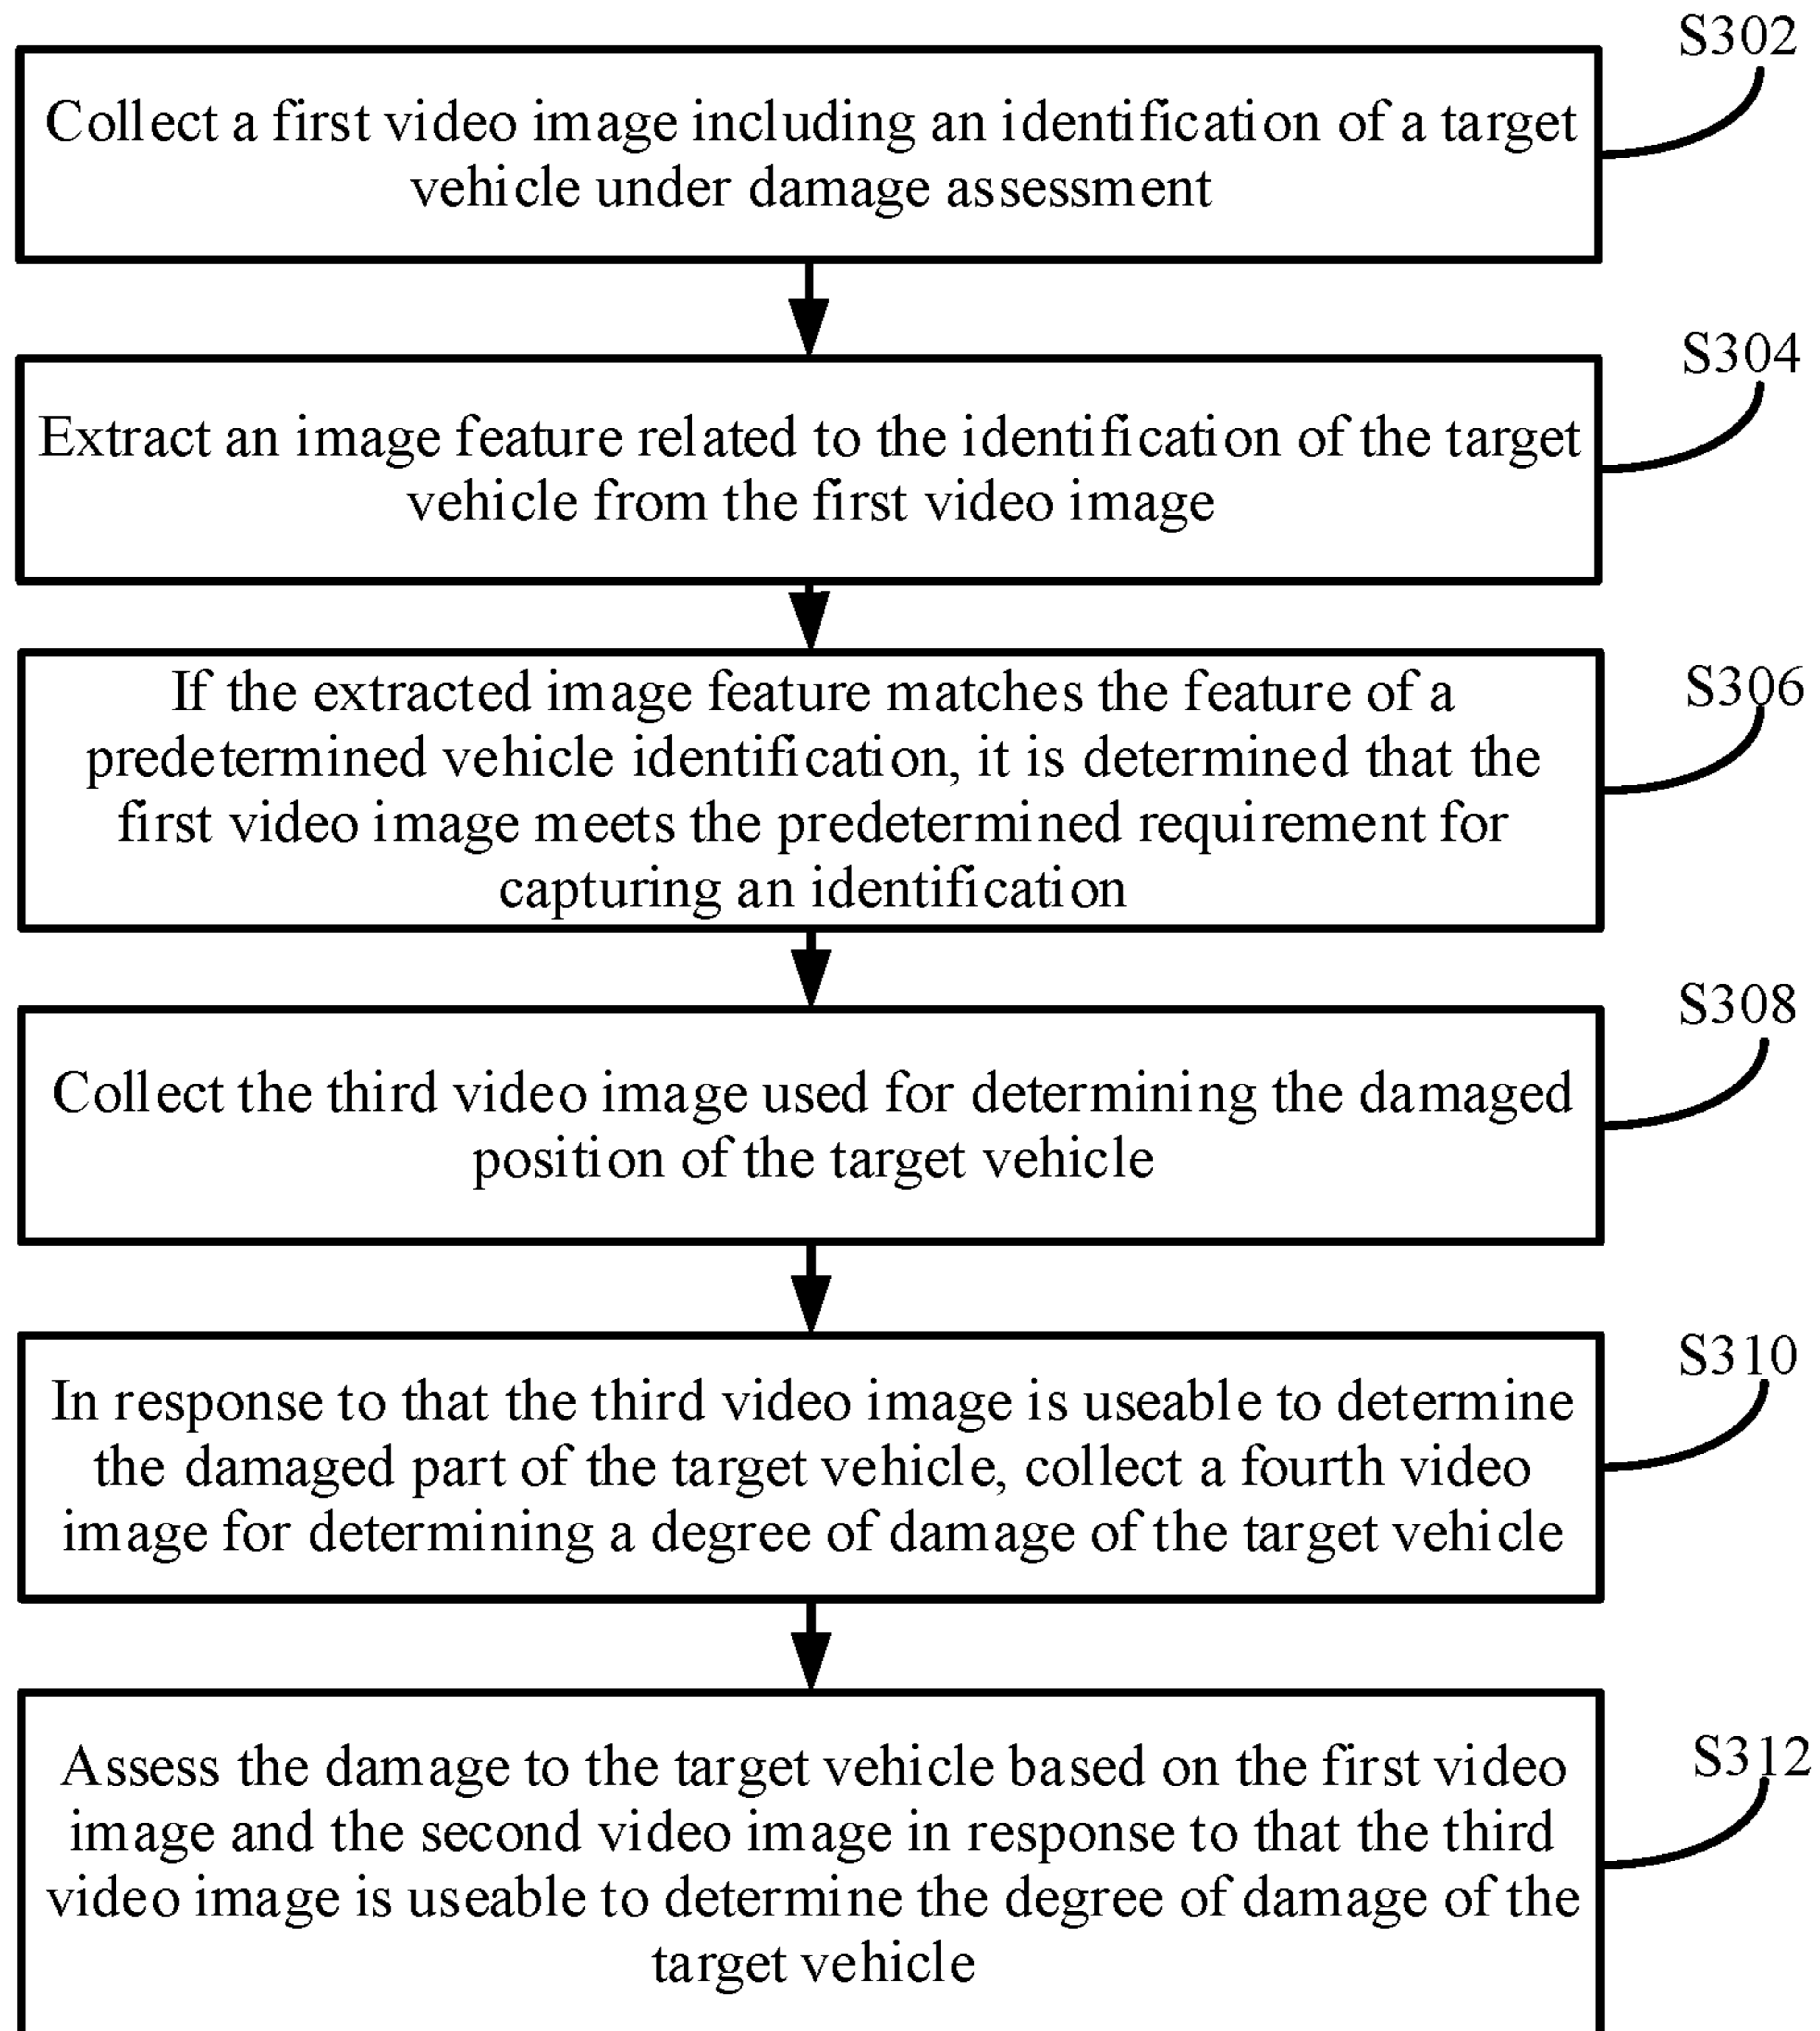 S302
Collect a first video image including an identification of a target
vehicle under damage assessment
S304
Extract an image feature related to the identification of the target
vehicle from the first video image
S306
If the extracted image feature matches the feature of a
predetermined vehicle identification, it is determined that the
first video image meets the predetermined requirement for
capturing an identification
S308
Collect the third video image used for determining the damaged
position of the target vehicle
S310
In response to that the third video image is useable to determine
the damaged part of the target vehicle, collect a fourth video
image for determining a degree of damage of the target vehicle
S312
Assess the damage to the target vehicle based on the first video
image and the second video image in response to that the third
video image is useable to determine the degree of damage of the
target vehicle